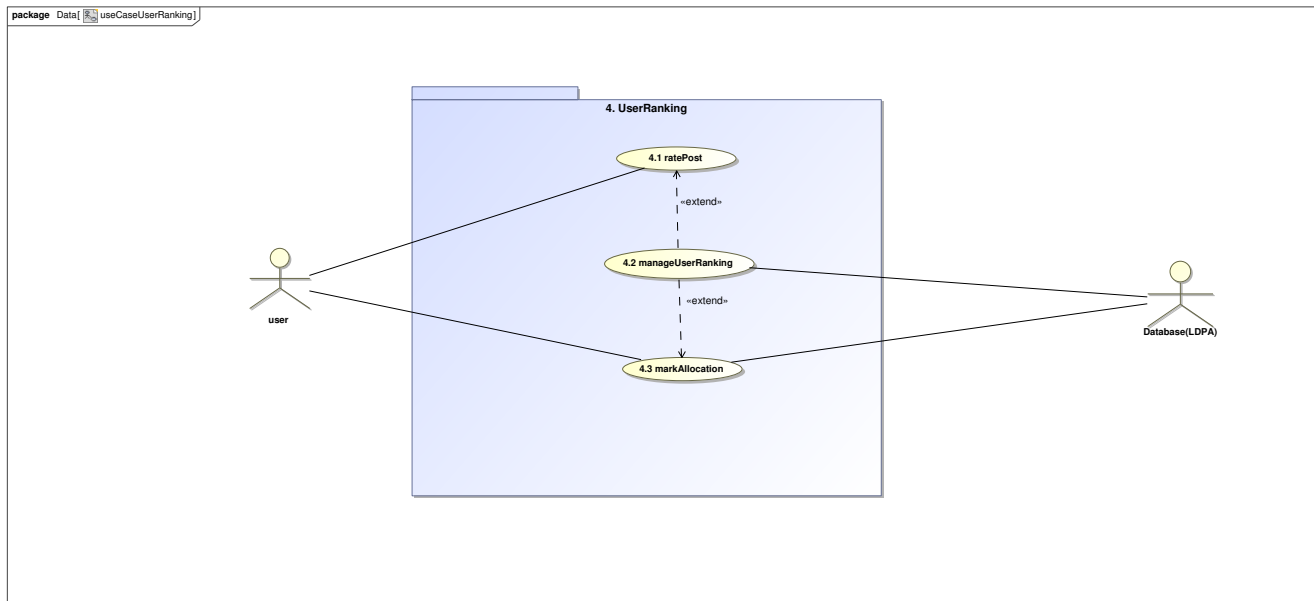 package Data[ useCaseUserRanking]
4. UserRanking
4.1 ratePost
«extend»
4.2 manageUserRanking
«extend»
user
Database(LDPA)
4.3 markAllocation